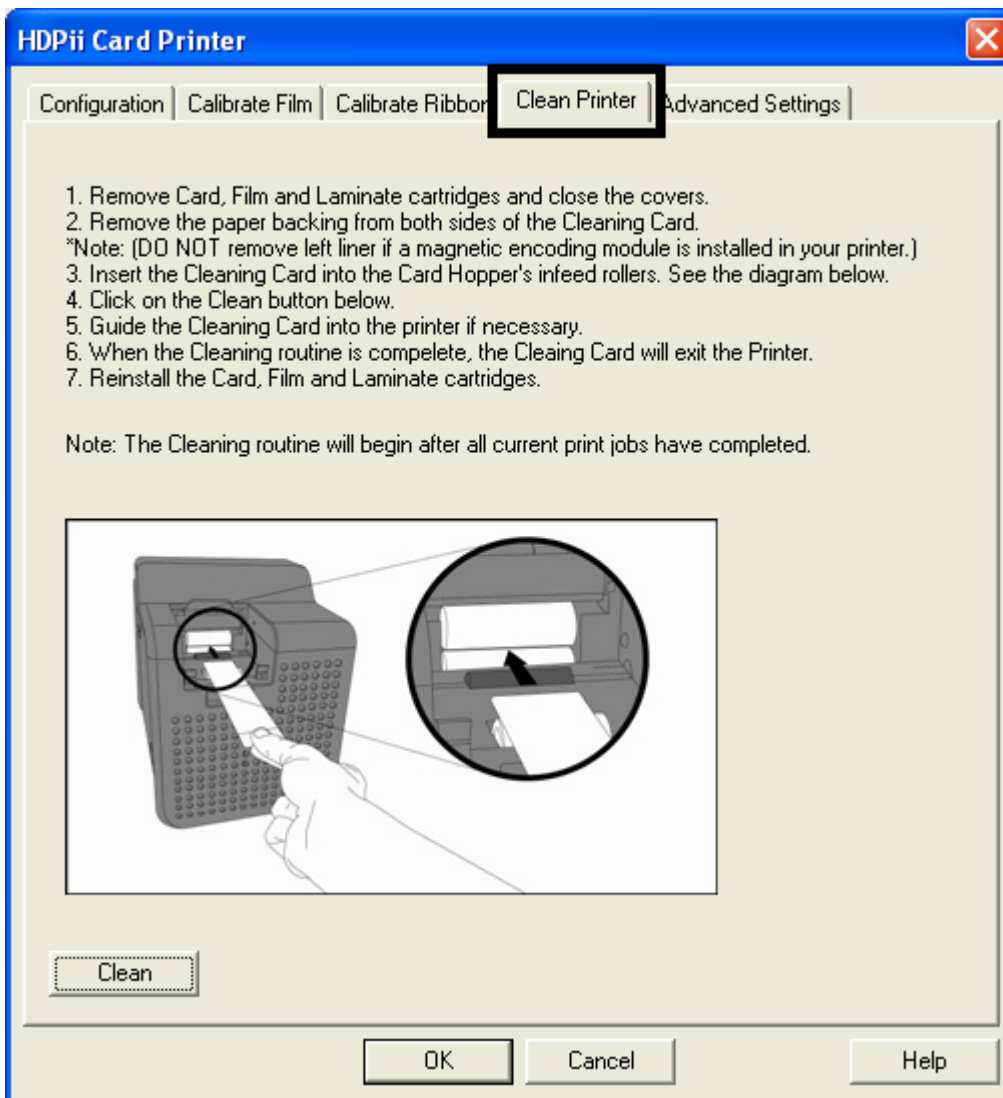 HDPii Card Printer
Configuration Calibrate Film Calibrate Ribbon Clean Printer Advanced Settings
1. Remove Card, Film and Laminate cartridges and close the covers.
2. Remove the paper backing from both sides of the Cleaning Card.
*Note: (DO NOT remove left liner if a magnetic encoding module is installed in your printer.)
3. Insert the Cleaning Card into the Card Hopper's infeed rollers. See the diagram below.
4. Click on the Clean button below.
5. Guide the Cleaning Card into the printer if necessary.
6. When the Cleaning routine is compelete, the Cleaing Card will exit the Printer.
7. Reinstall the Card, Film and Laminate cartridges.
Note: The Cleaning routine will begin after all current print jobs have completed.
Clean
OK Cancel Help